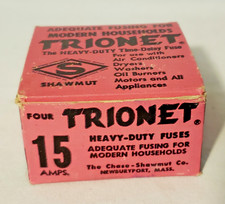 ADEQUATE FUSING FOR
MODERN HOUSEHOLDS
TRIONET
The HEAVY-DUTY Time-Delay Fuse
For use with
Air Conditioners
Dryers
Washers
Oil Burners
Motors and All
Appliances
S
SHAWMUT
FOUR TRIONET®
15
AMPS.
HEAVY-DUTY FUSES
ADEQUATE FUSING FOR
MODERN HOUSEHOLDS
The Chase-Shawmut Co.
NEWBURYPORT, MASS.